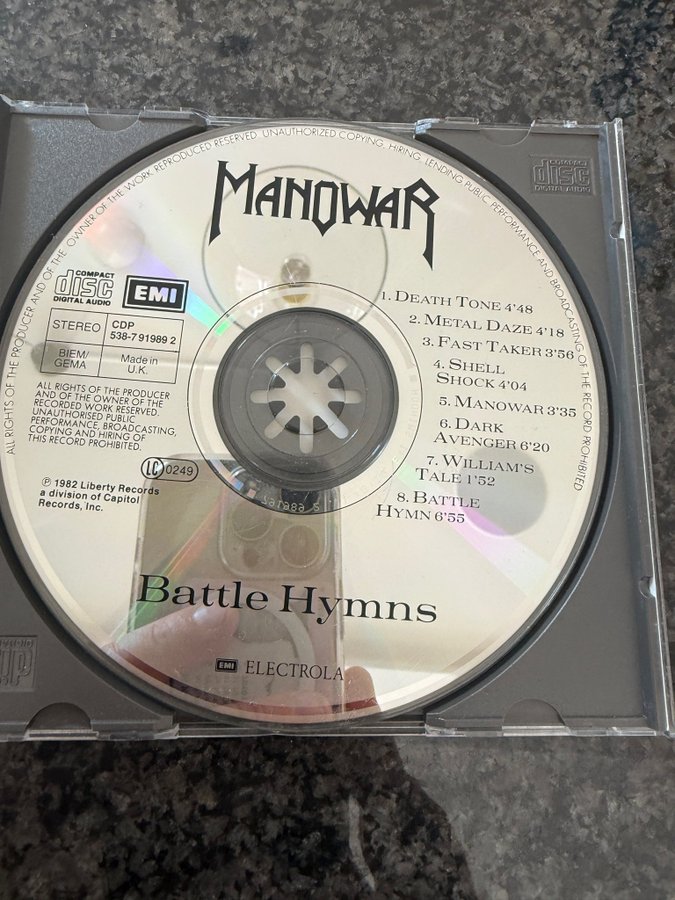 ALL RIGHTS OF THE PRODUCER AND OF THE OWNER OF THE WORK REPRODUCED RESERVED. UNAUTHORIZED COPYING, HIRING, LENDING PUBLIC PERFORMANCE AND BROADCASTING OF THE RECORD PROHIBITED
MANOWAR
COMPACT
disc
DIGITAL AUDIO
EMI
COMPACT
disc
DIGITAL AUDIO
STEREO
CDP
538-7 91989 2
BIEM/
GEMA
Made in
U.K.
ALL RIGHTS OF THE PRODUCER
AND OF THE OWNER OF THE
RECORDED WORK RESERVED.
UNAUTHORISED PUBLIC
PERFORMANCE, BROADCASTING,
COPYING AND HIRING OF
THIS RECORD PROHIBITED.
LC 0249
℗ 1982 Liberty Records
a division of Capitol
Records, Inc.
1. DEATH TONE 4'48
2. METAL DAZE 4'18
3. FAST TAKER 3'56
4. SHELL
SHOCK 4'04
5. MANOWAR 3'35
6. DARK
AVENGER 6'20
7. WILLIAM'S
TALE 1'52
8. BATTLE
HYMN 6'55
Battle Hymns
EMI ELECTROLA